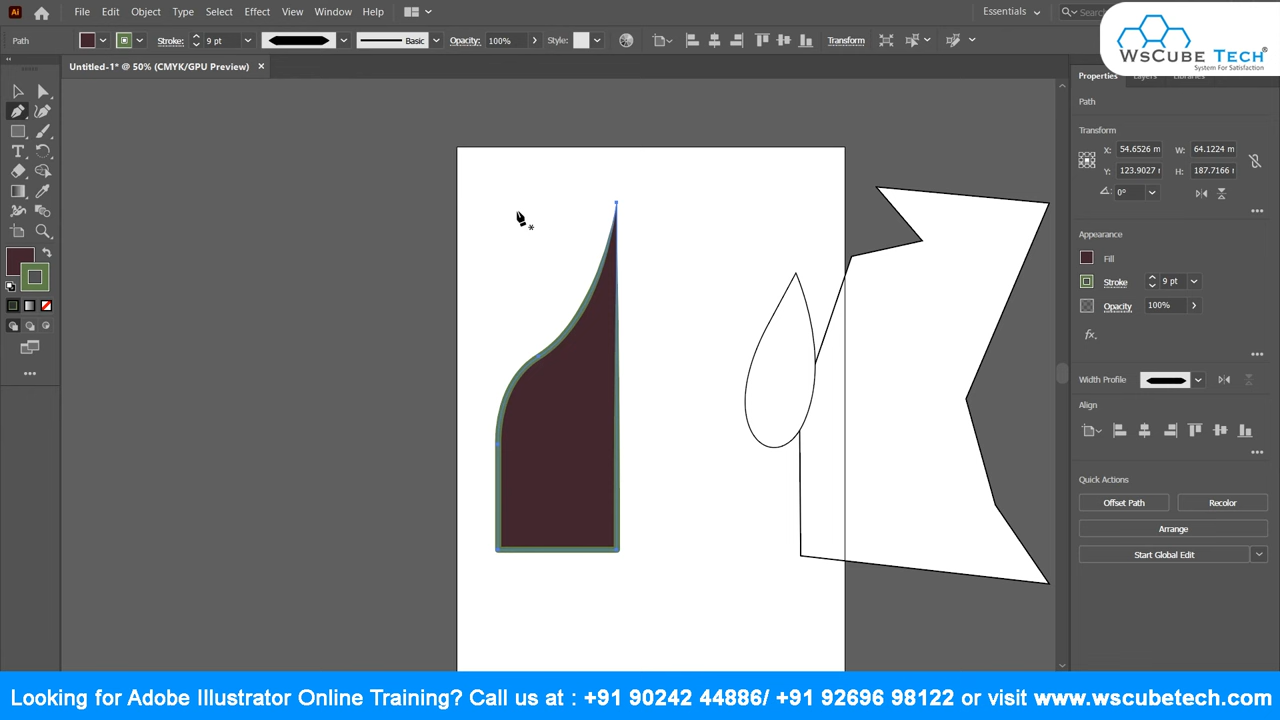 Ai File Edit Object Type Select Effect View Window Help Essentials
Path Stroke: 9 pt Basic Opacity: 100% Style: Transform
WsCube Tech®
System For Satisfaction
Untitled-1* @ 50% (CMYK/GPU Preview) ×
Properties Layers Libraries
Path
Transform
X: 54.6526 m W: 64.1224 m
Y: 123.9027 H: 187.7166
0°
Appearance
Fill
Stroke 9 pt
Opacity 100%
fx.
Width Profile
Align
Quick Actions
Offset Path Recolor
Arrange
Start Global Edit
Looking for Adobe Illustrator Online Training? Call us at : +91 90242 44886/ +91 92696 98122 or visit www.wscubetech.com